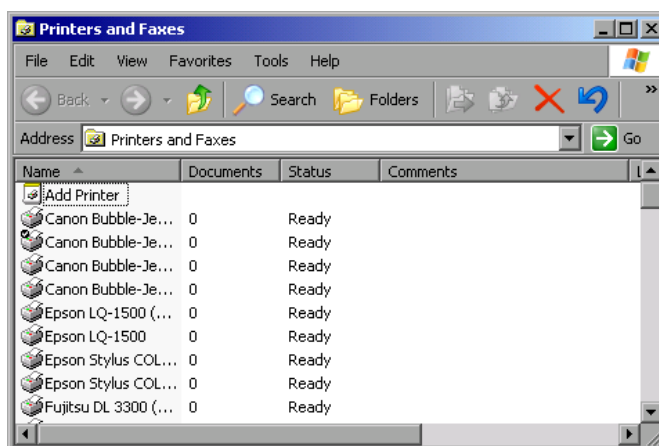 Printers and Faxes
File Edit View Favorites Tools Help
Back Search Folders »
Address Printers and Faxes Go
Name Documents Status Comments
Add Printer
Canon Bubble-Je... 0 Ready
Canon Bubble-Je... 0 Ready
Canon Bubble-Je... 0 Ready
Canon Bubble-Je... 0 Ready
Epson LQ-1500 (... 0 Ready
Epson LQ-1500 0 Ready
Epson Stylus COL... 0 Ready
Epson Stylus COL... 0 Ready
Fujitsu DL 3300 (... 0 Ready